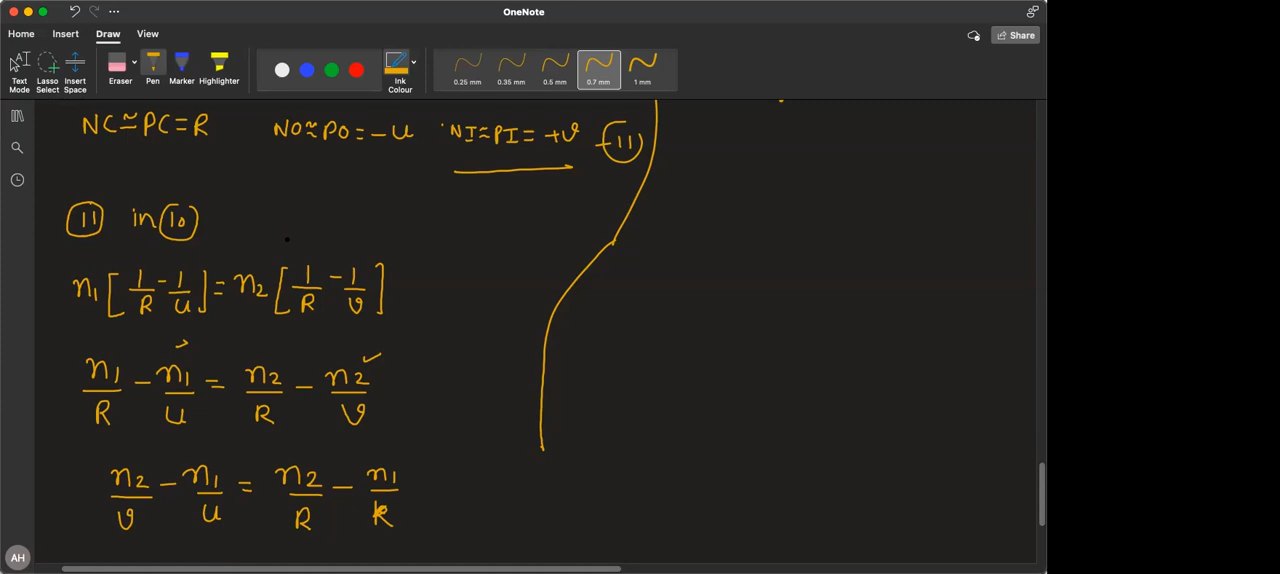 OneNote
Home Insert Draw View
Share
Text Mode Lasso Select Insert Space Eraser Pen Marker Highlighter Ink Colour 0.25 mm 0.35 mm 0.5 mm 0.7 mm 1 mm
NC ≃ PC = R NO ≈ PO = - u NI ≈ PI = + v - (11)
(11) in (10)
n₁ [1/R - 1/u] = n₂ [1/R - 1/v]
n₁/R - n₁/u = n₂/R - n₂/v
n₂/v - n₁/u = n₂/R - n₁/R
AH